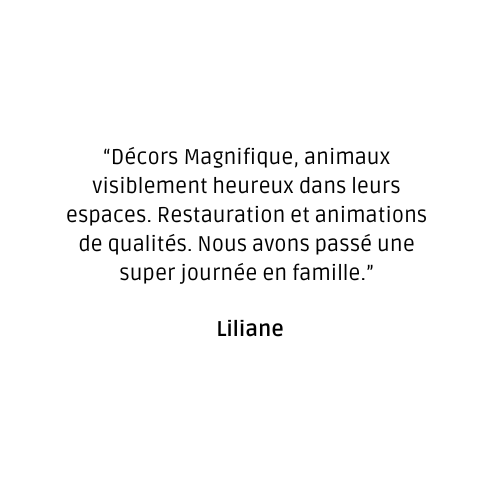 “Décors Magnifique, animaux
visiblement heureux dans leurs
espaces. Restauration et animations
de qualités. Nous avons passé une
super journée en famille.”
Liliane